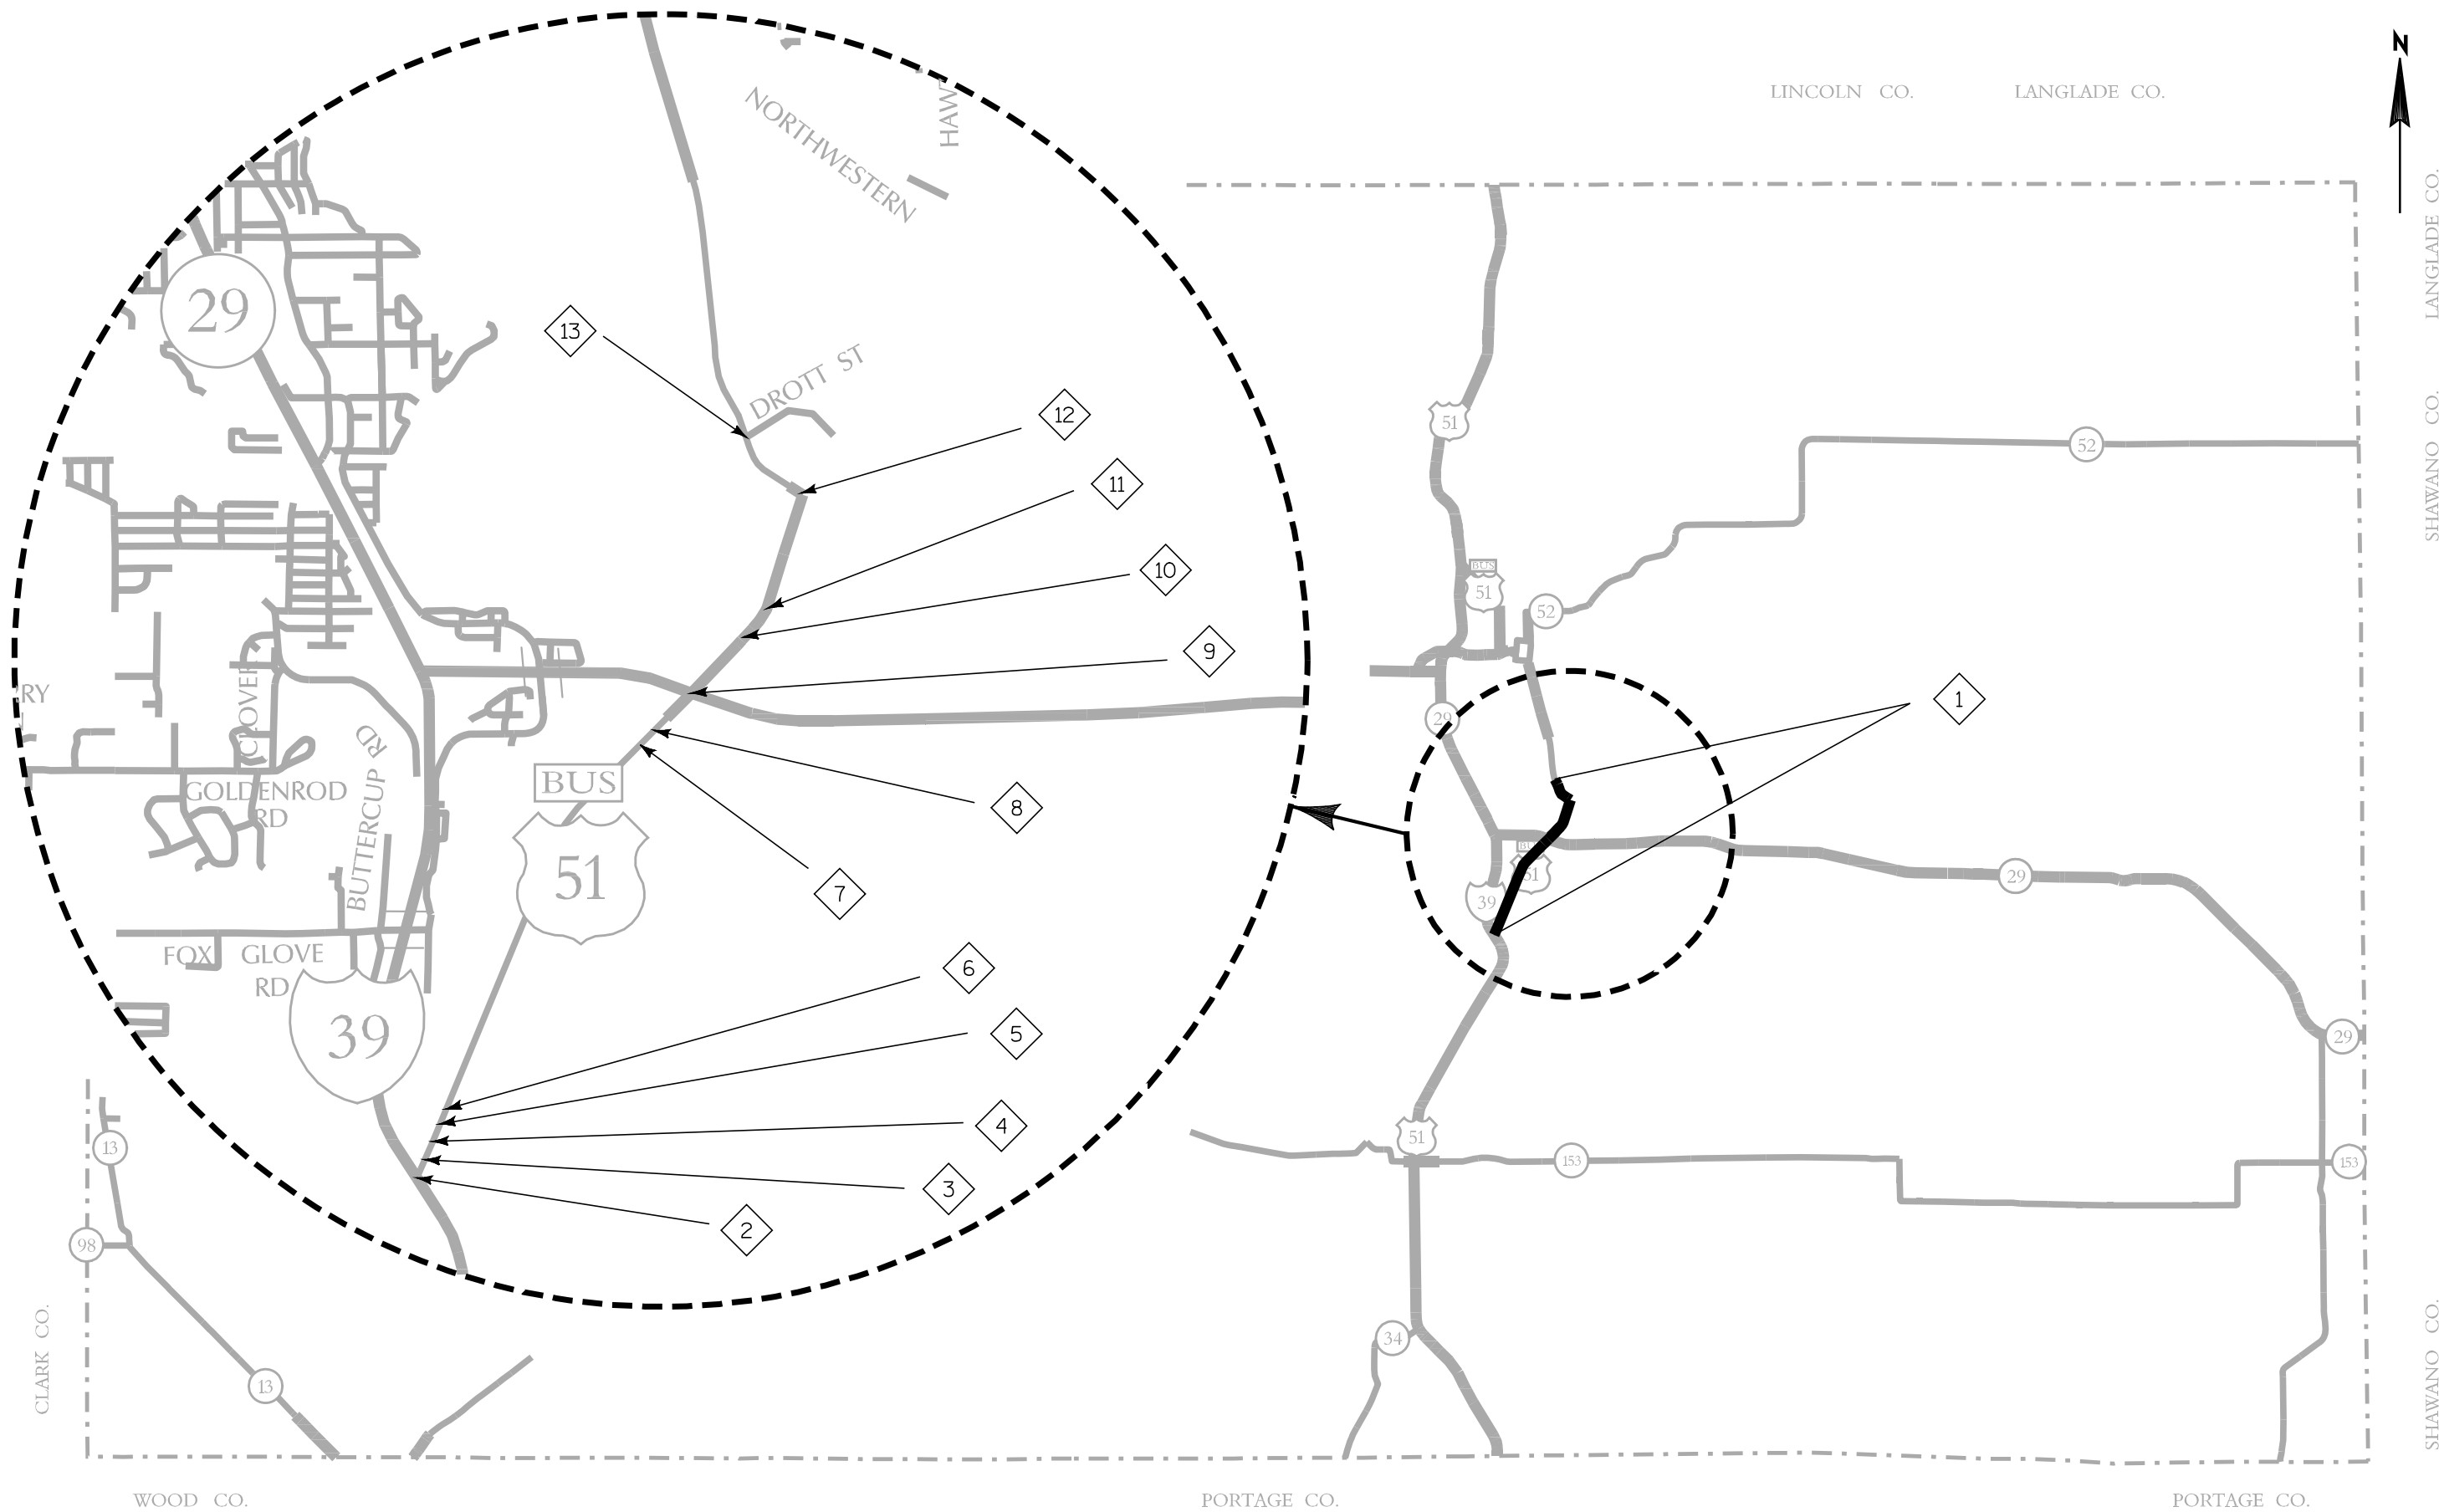 N
LINCOLN CO.
LANGLADE CO.
LANGLADE CO.
SHAWANO CO.
SHAWANO CO.
HAW
NORTHWESTERN
29
13
DROTT ST
12
11
10
9
8
7
6
5
4
3
2
1
RY
CLOVER
BUTTERCUP RD
GOLDENROD
RD
FOX GLOVE
RD
BUS
51
39
51
52
BUS
51
52
29
BUS
51
39
29
29
51
153
153
34
13
98
13
CLARK CO.
WOOD CO.
PORTAGE CO.
PORTAGE CO.